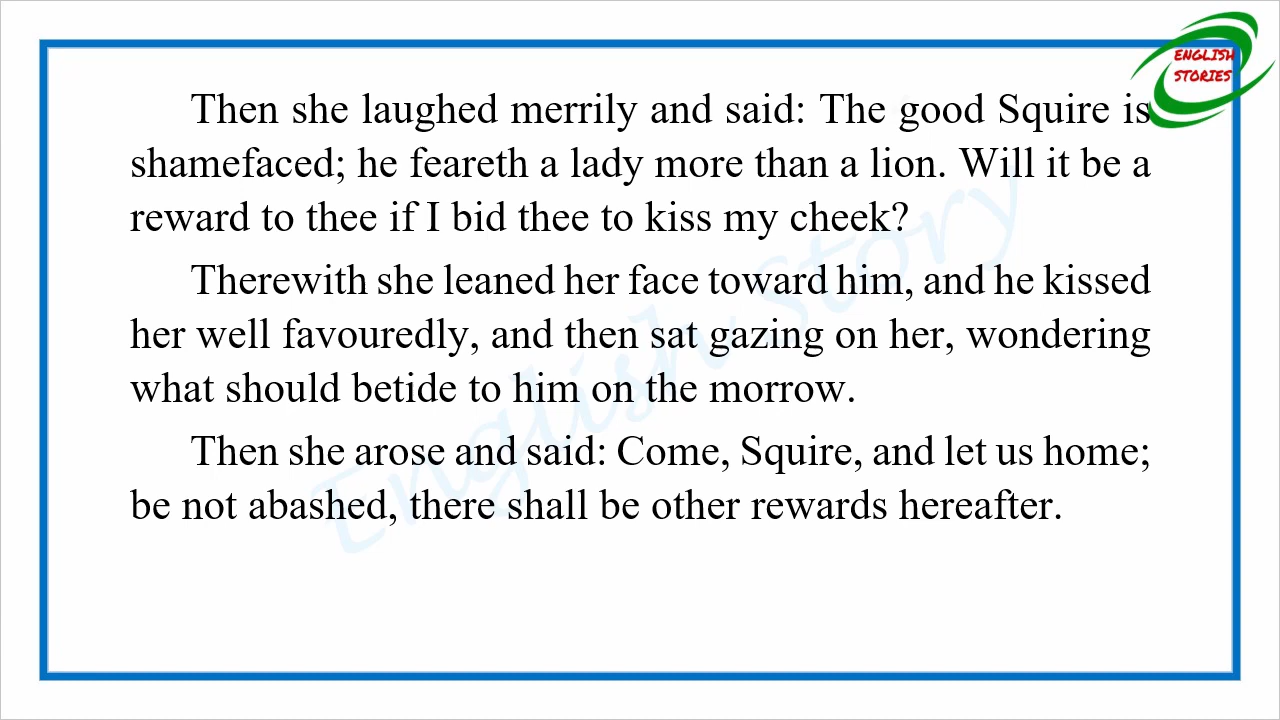 ENGLISH
STORIES
Then she laughed merrily and said: The good Squire is
shamefaced; he feareth a lady more than a lion. Will it be a
reward to thee if I bid thee to kiss my cheek?
Therewith she leaned her face toward him, and he kissed
her well favouredly, and then sat gazing on her, wondering
what should betide to him on the morrow.
Then she arose and said: Come, Squire, and let us home;
be not abashed, there shall be other rewards hereafter.
English Story